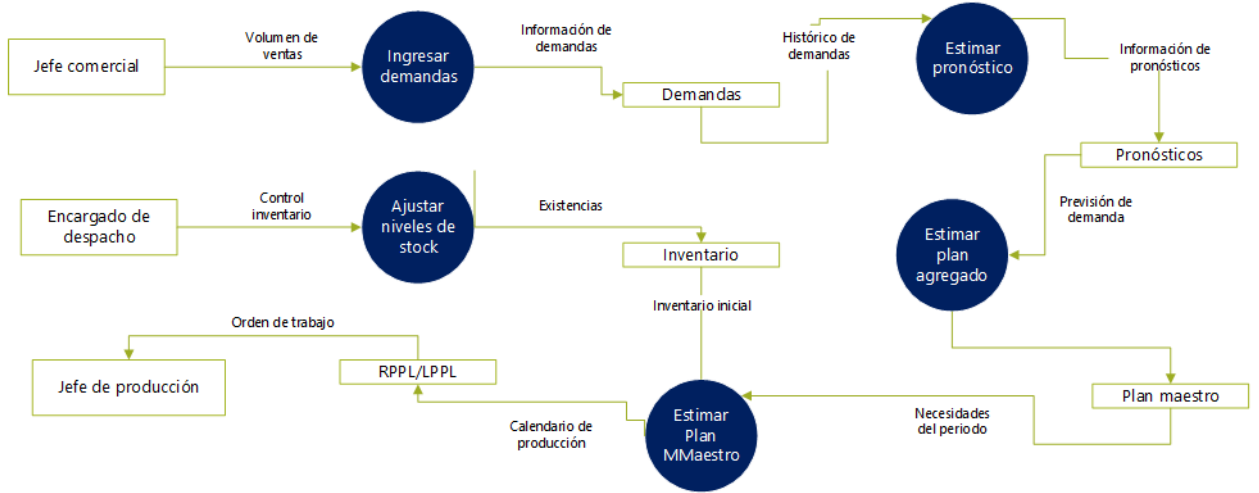 Jefe comercial
Volumen de
ventas
Ingresar
demandas
Información de
demandas
Demandas
Histórico de
demandas
Estimar
pronóstico
Información de
pronósticos
Pronósticos
Encargado de
despacho
Control
inventario
Ajustar
niveles de
stock
Existencias
Inventario
Previsión de
demanda
Estimar
plan
agregado
Inventario inicial
Orden de trabajo
Jefe de producción
RPPL/LPPL
Calendario de
producción
Estimar
Plan
MMaestro
Necesidades
del periodo
Plan maestro